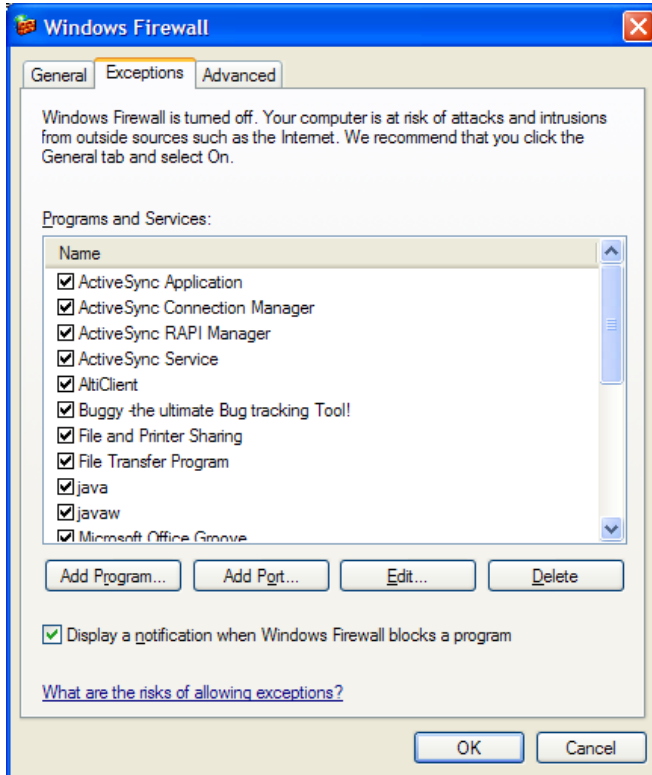 Windows Firewall
General Exceptions Advanced
Windows Firewall is turned off. Your computer is at risk of attacks and intrusions
from outside sources such as the Internet. We recommend that you click the
General tab and select On.
Programs and Services:
Name
ActiveSync Application
ActiveSync Connection Manager
ActiveSync RAPI Manager
ActiveSync Service
AltiClient
Buggy -the ultimate Bug tracking Tool!
File and Printer Sharing
File Transfer Program
java
javaw
Microsoft Office Groove
Add Program... Add Port... Edit... Delete
Display a notification when Windows Firewall blocks a program
What are the risks of allowing exceptions?
OK Cancel